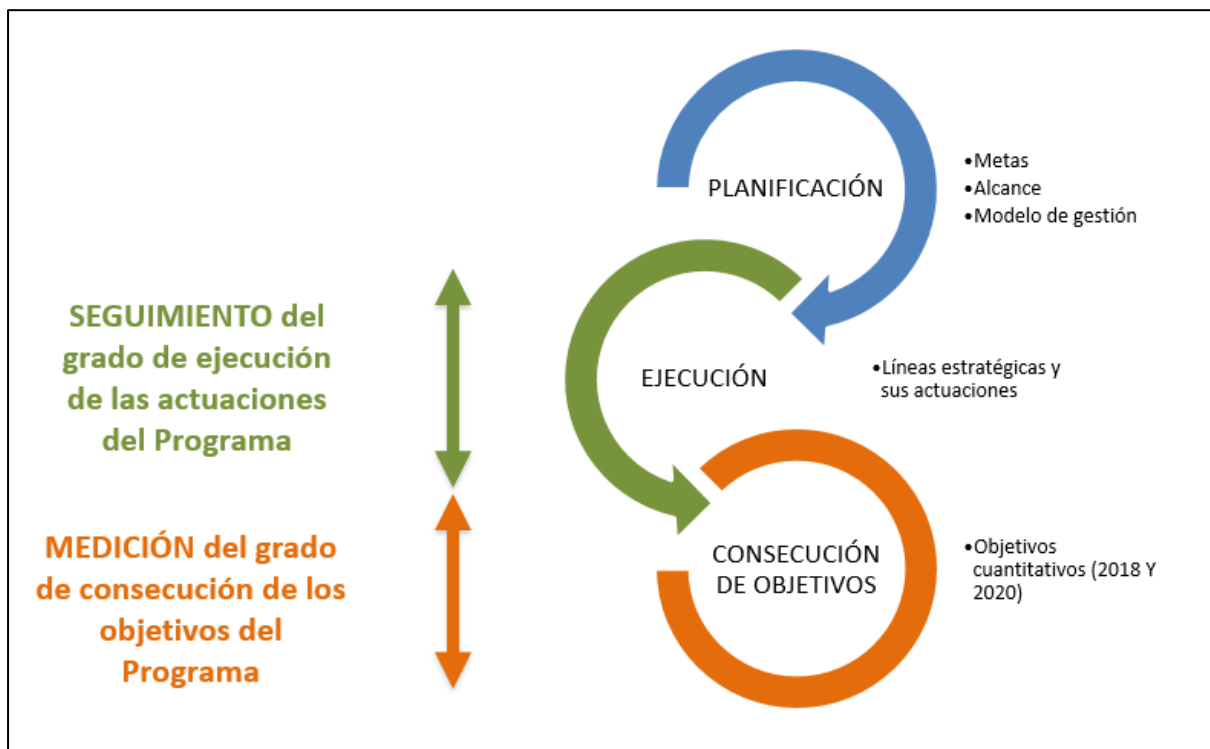 PLANIFICACIÓN
•Metas
•Alcance
•Modelo de gestión
SEGUIMIENTO del
grado de ejecución
de las actuaciones
del Programa
EJECUCIÓN
•Líneas estratégicas y
sus actuaciones
MEDICIÓN del grado
de consecución de los
objetivos del
Programa
CONSECUCIÓN
DE OBJETIVOS
•Objetivos
cuantitativos (2018 Y
2020)